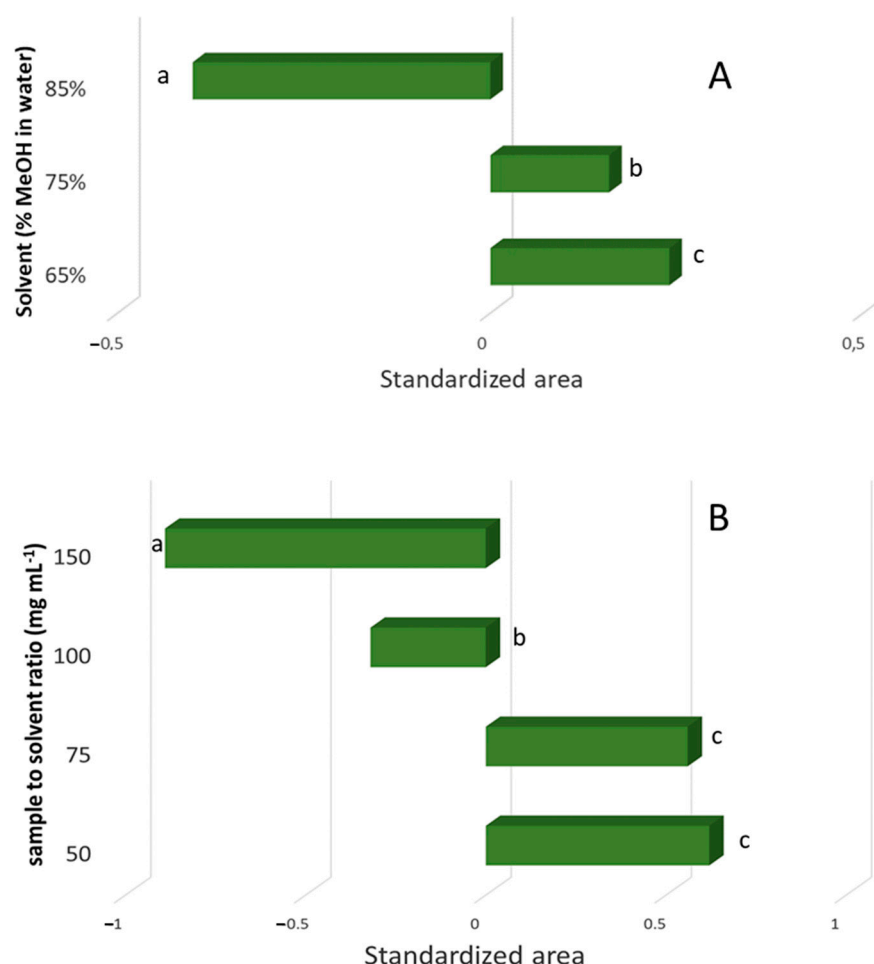 A
Solvent (% MeOH in water)
85%
a
75%
b
65%
c
−0.5
0
0,5
Standardized area
B
sample to solvent ratio (mg mL⁻¹)
150
a
100
b
75
c
50
c
−1
−0.5
0
0.5
1
Standardized area